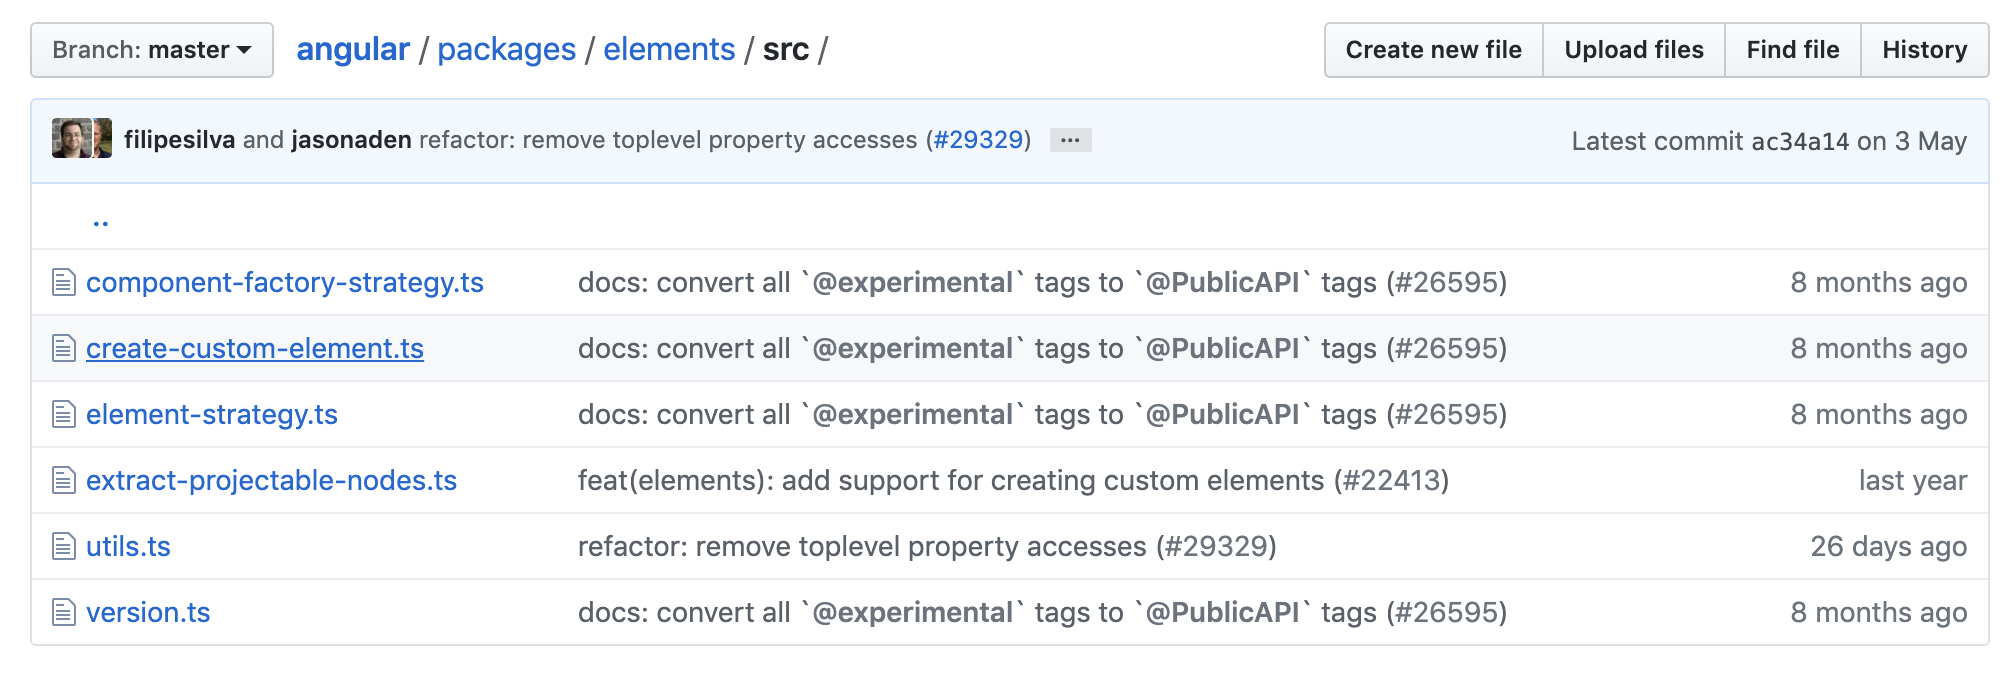 Branch: master angular / packages / elements / src / Create new file Upload files Find file History
filipesilva and jasonaden refactor: remove toplevel property accesses (#29329) ... Latest commit ac34a14 on 3 May
..
component-factory-strategy.ts docs: convert all `@experimental` tags to `@PublicAPI` tags (#26595) 8 months ago
create-custom-element.ts docs: convert all `@experimental` tags to `@PublicAPI` tags (#26595) 8 months ago
element-strategy.ts docs: convert all `@experimental` tags to `@PublicAPI` tags (#26595) 8 months ago
extract-projectable-nodes.ts feat(elements): add support for creating custom elements (#22413) last year
utils.ts refactor: remove toplevel property accesses (#29329) 26 days ago
version.ts docs: convert all `@experimental` tags to `@PublicAPI` tags (#26595) 8 months ago